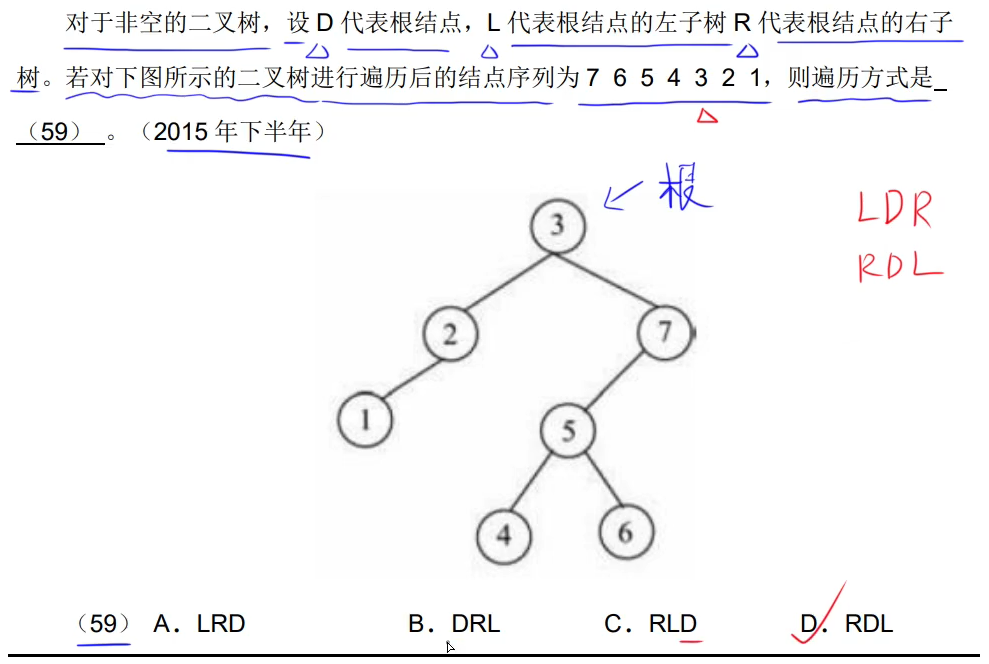 对于非空的二叉树，设 D 代表根结点，L 代表根结点的左子树 R 代表根结点的右子
树。若对下图所示的二叉树进行遍历后的结点序列为 7 6 5 4 3 2 1，则遍历方式是_
（59） 。（2015 年下半年）
根
3
LDR
RDL
2
7
1
5
4
6
（59） A．LRD B．DRL C．RLD D．RDL